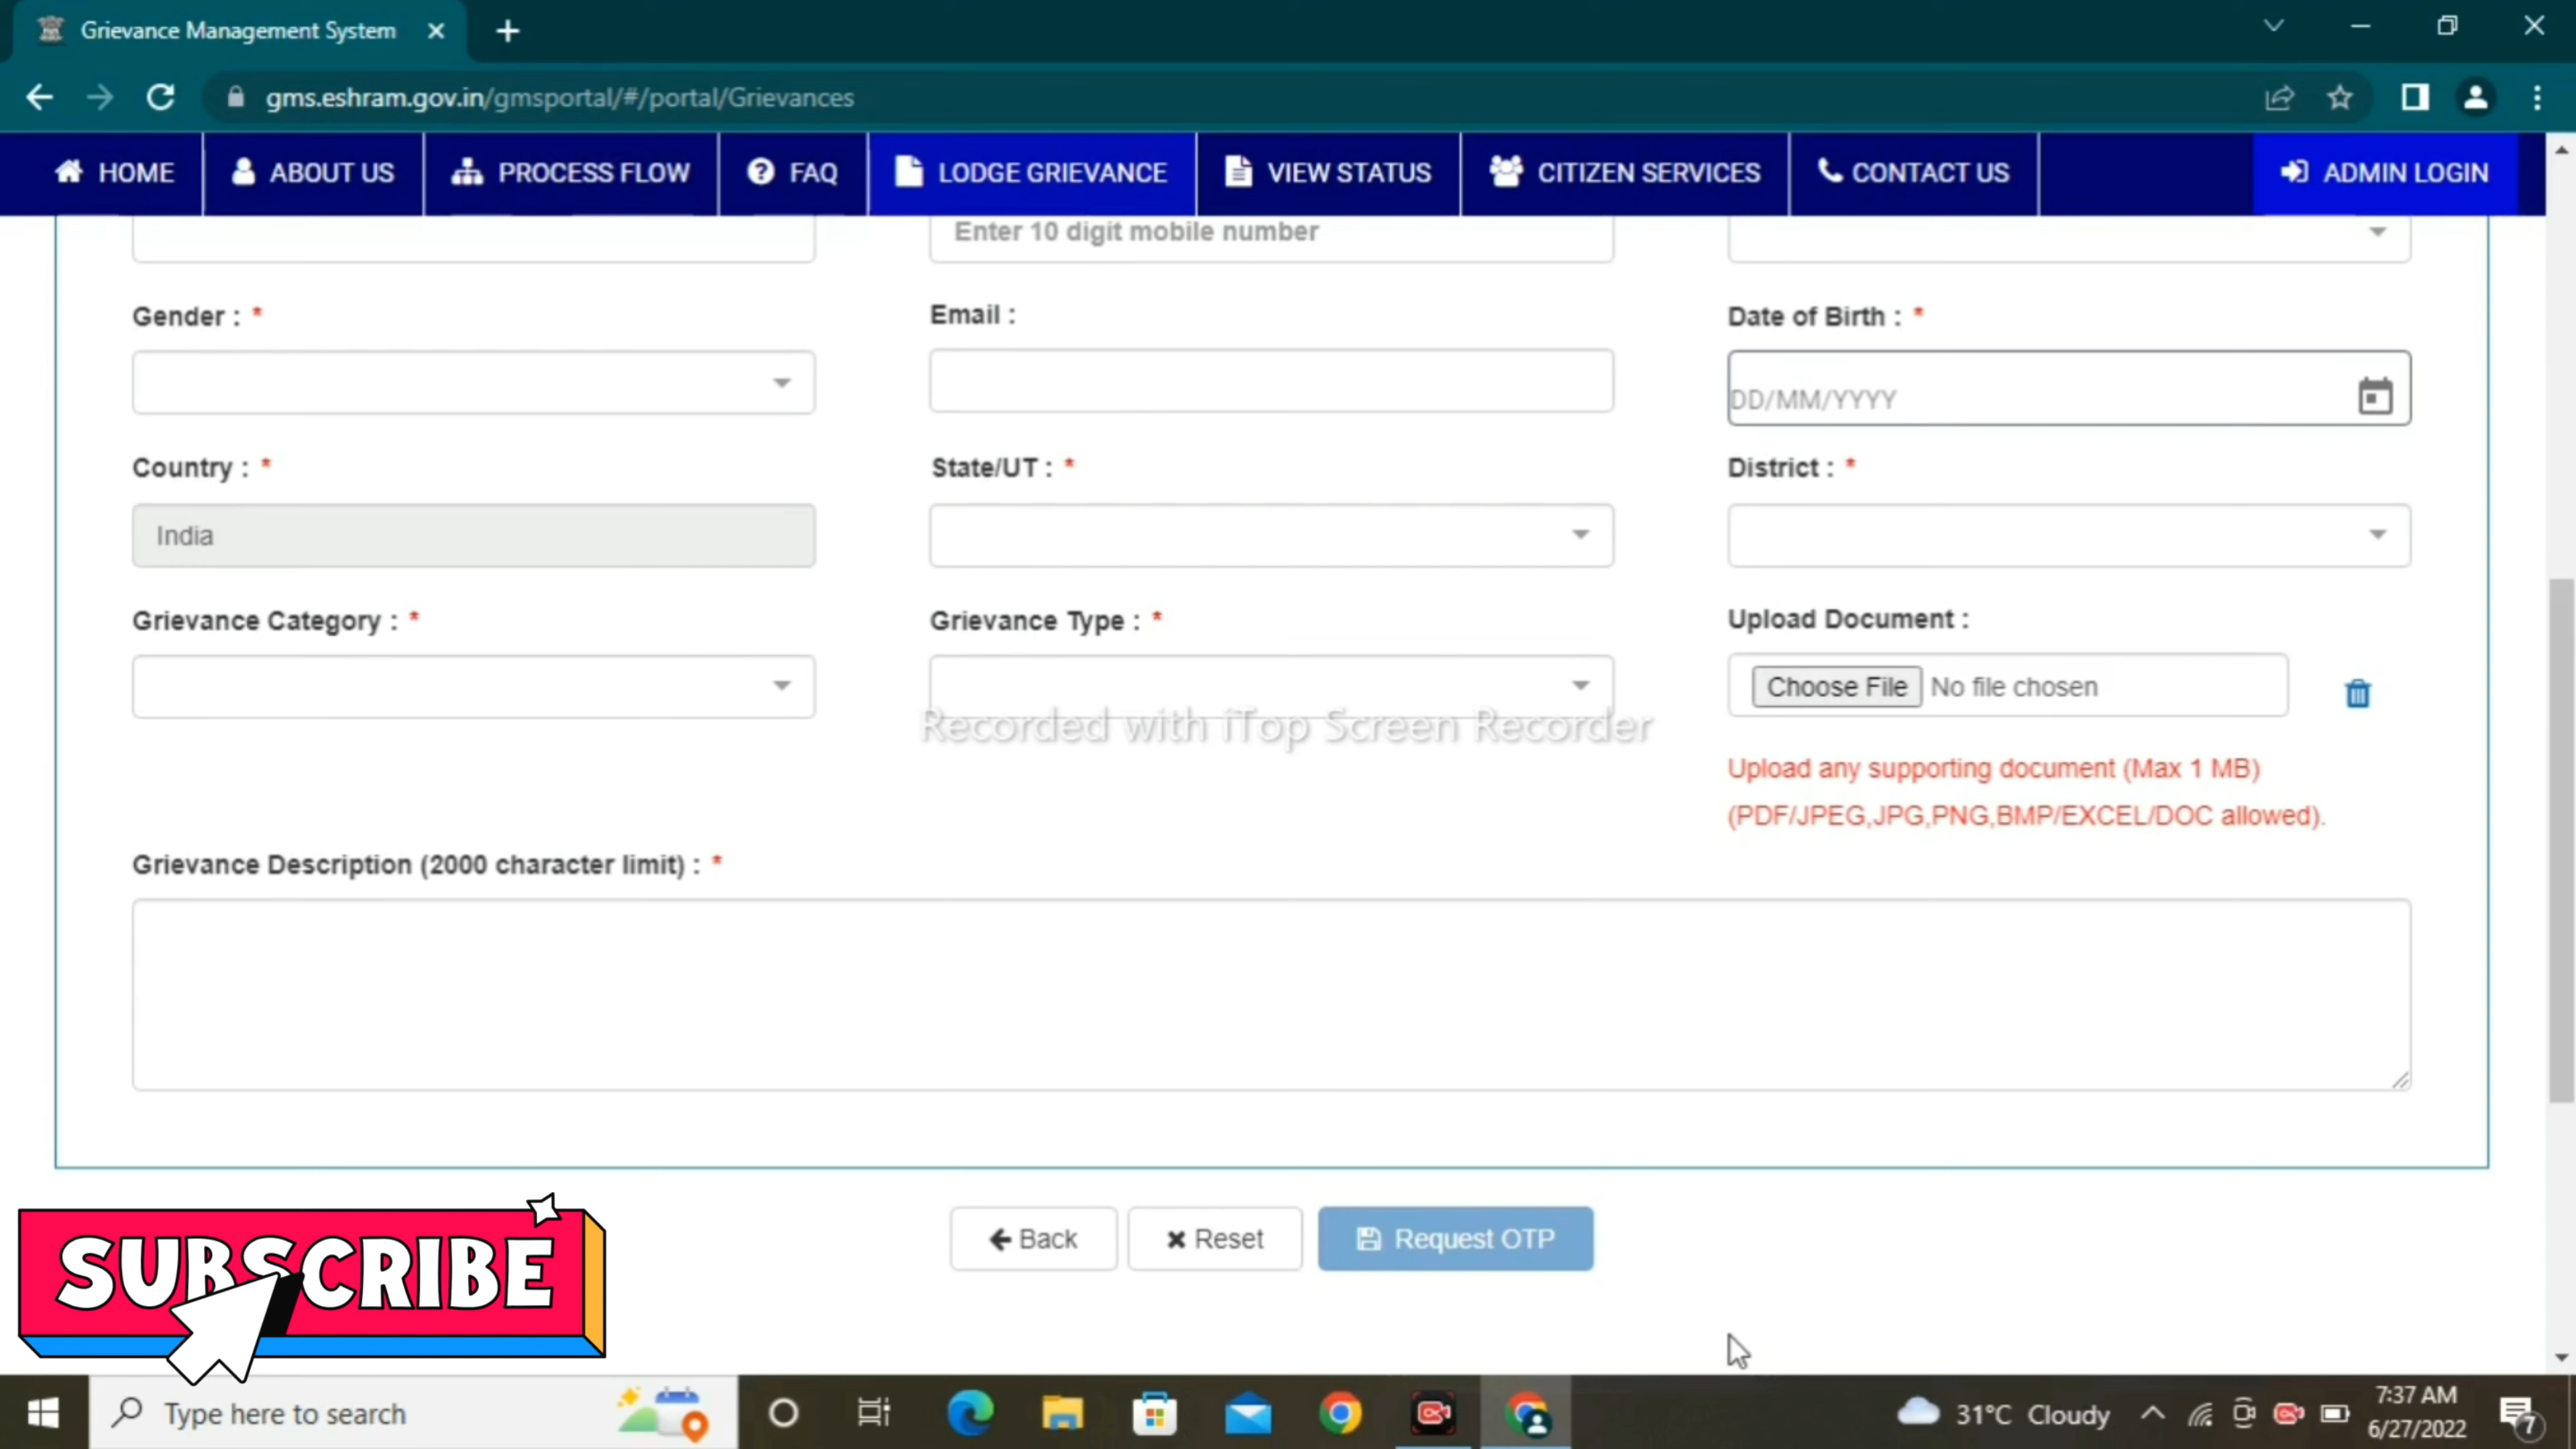 Grievance Management System
gms.eshram.gov.in/gmsportal/#/portal/Grievances
HOME ABOUT US PROCESS FLOW FAQ LODGE GRIEVANCE VIEW STATUS CITIZEN SERVICES CONTACT US ADMIN LOGIN
Enter 10 digit mobile number
Gender : * Email : Date of Birth : *
DD/MM/YYYY
Country : * State/UT : * District : *
India
Grievance Category : * Grievance Type : * Upload Document :
Choose File No file chosen
Recorded with iTop Screen Recorder
Upload any supporting document (Max 1 MB)
(PDF/JPEG,JPG,PNG,BMP/EXCEL/DOC allowed).
Grievance Description (2000 character limit) : *
Back Reset Request OTP
SUBSCRIBE
Type here to search 31°C Cloudy 7:37 AM
6/27/2022 7